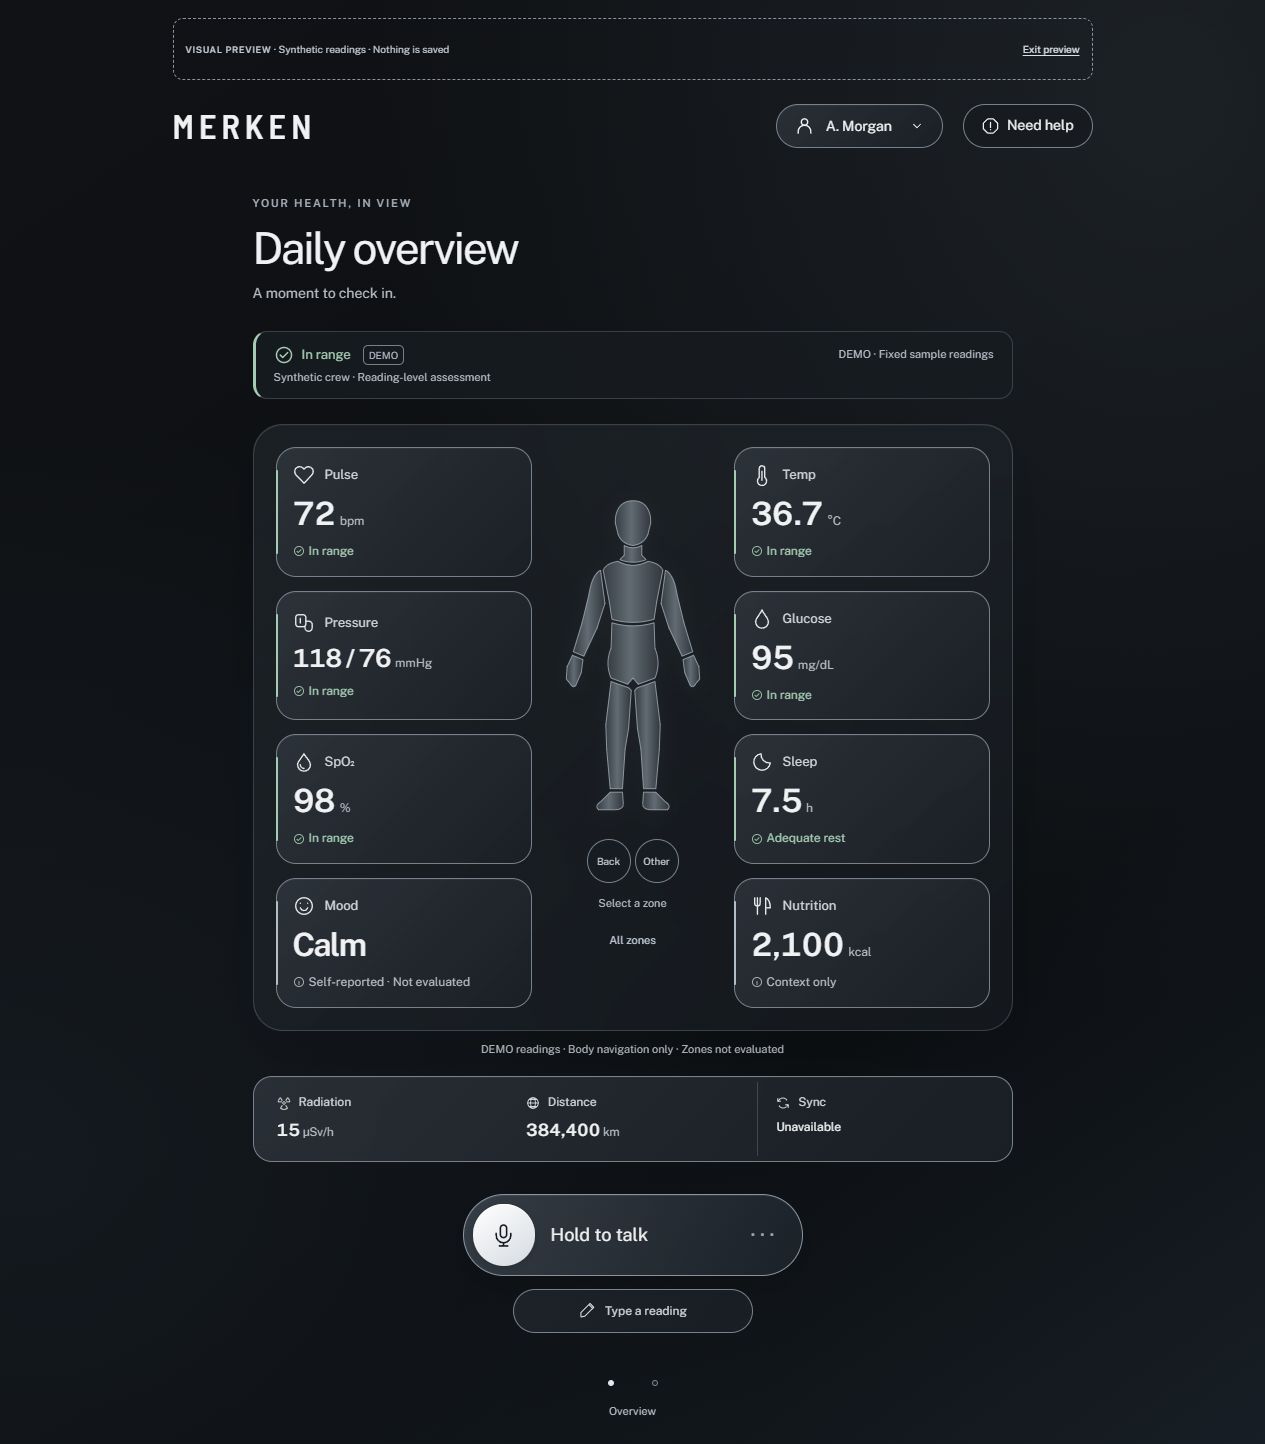 VISUAL PREVIEW · Synthetic readings · Nothing is saved
Exit preview
MERKEN
A. Morgan
Need help
YOUR HEALTH, IN VIEW
Daily overview
A moment to check in.
In range
DEMO
DEMO · Fixed sample readings
Synthetic crew · Reading-level assessment
Pulse
72 bpm
In range
Pressure
118 / 76 mmHg
In range
SpO₂
98 %
In range
Mood
Calm
Self-reported · Not evaluated
Back
Other
Select a zone
All zones
Temp
36.7 °C
In range
Glucose
95 mg/dL
In range
Sleep
7.5 h
Adequate rest
Nutrition
2,100 kcal
Context only
DEMO readings · Body navigation only · Zones not evaluated
Radiation
15 µSv/h
Distance
384,400 km
Sync
Unavailable
Hold to talk
Type a reading
Overview